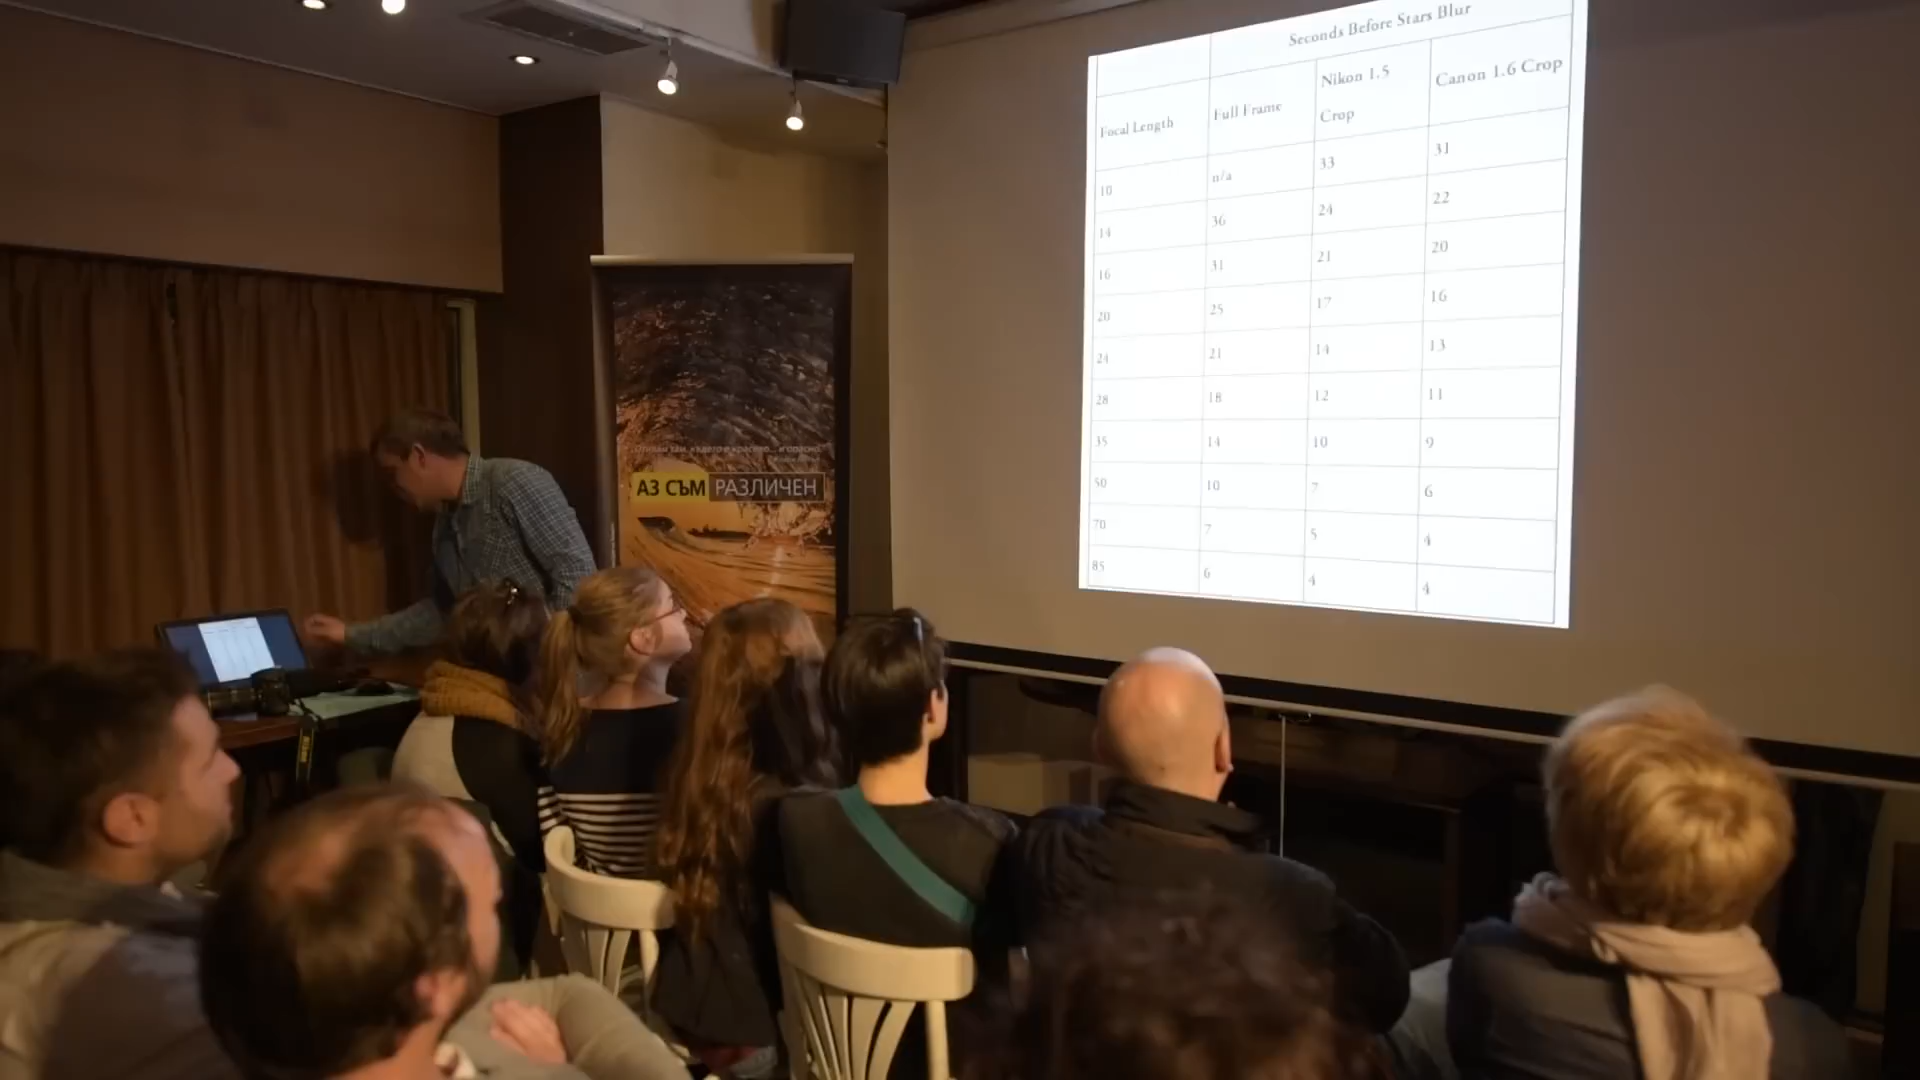 Seconds Before Stars Blur
Focal Length Full Frame Nikon 1.5 Crop Canon 1.6 Crop
10 n/a 33 31
14 36 24 22
16 31 21 20
20 25 17 16
24 21 14 13
28 18 12 11
35 14 10 9
50 10 7 6
70 7 5 4
85 6 4 4
АЗ СЪМ РАЗЛИЧЕН